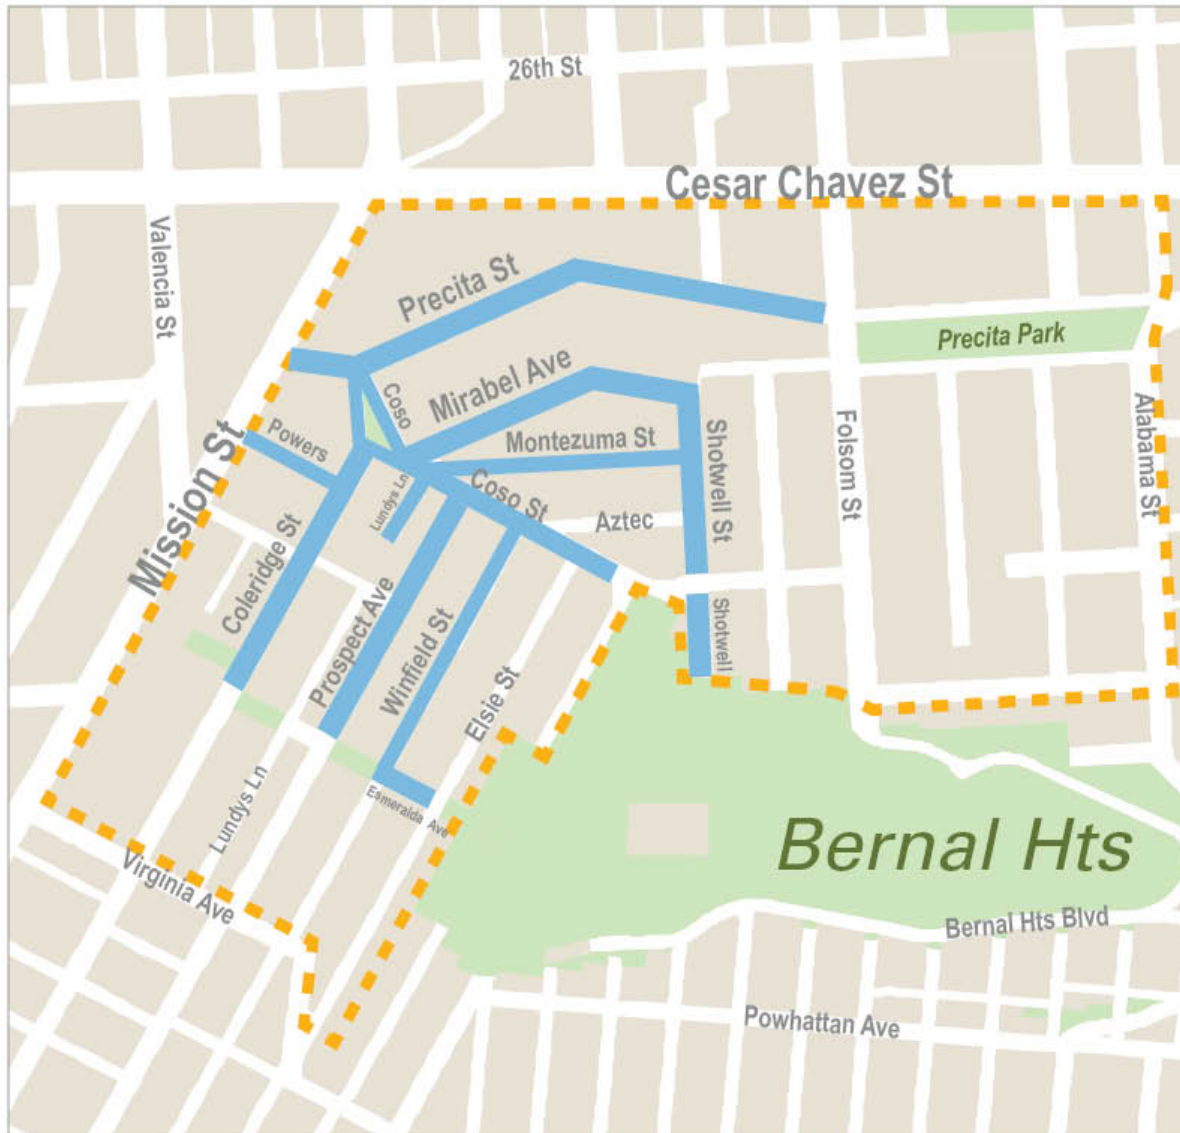 26th St
Cesar Chavez St
Valencia St
Precita St
Precita Park
Mirabel Ave
Coso
Alabama St
Folsom St
Powers
Montezuma St
Shotwell St
Mission St
Lundys Ln
Coso St
Aztec
Coleridge St
Prospect Ave
Winfield St
Shotwell
Elsie St
Lundys Ln
Esmeralda Ave
Bernal Hts
Virginia Ave
Bernal Hts Blvd
Powhattan Ave